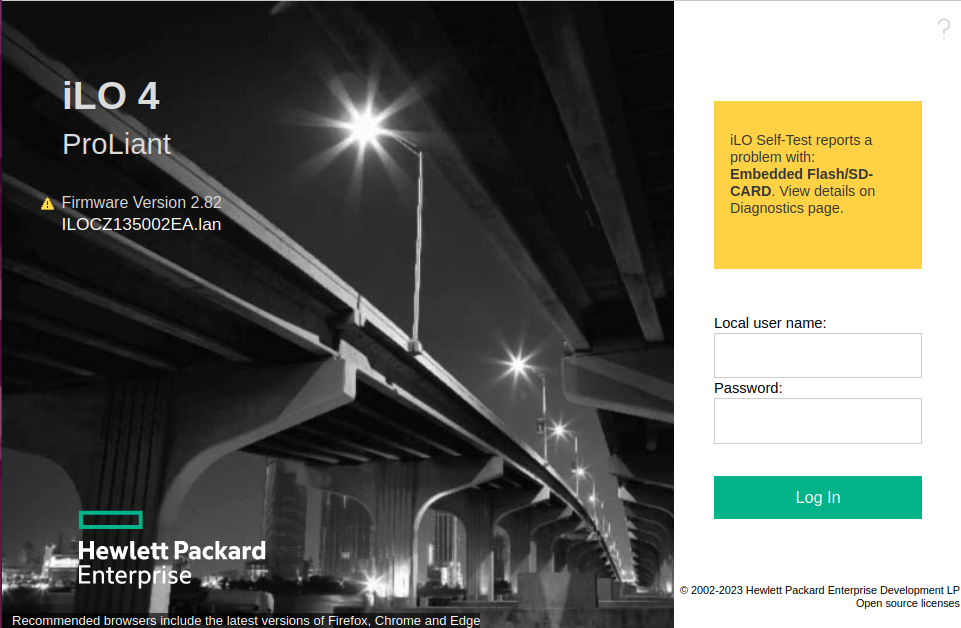 iLO 4
ProLiant
Firmware Version 2.82
ILOCZ135002EA.lan
Hewlett Packard
Enterprise
Recommended browsers include the latest versions of Firefox, Chrome and Edge
?
iLO Self-Test reports a
problem with:
Embedded Flash/SD-
CARD. View details on
Diagnostics page.
Local user name:
Password:
Log In
© 2002-2023 Hewlett Packard Enterprise Development LP
Open source licenses